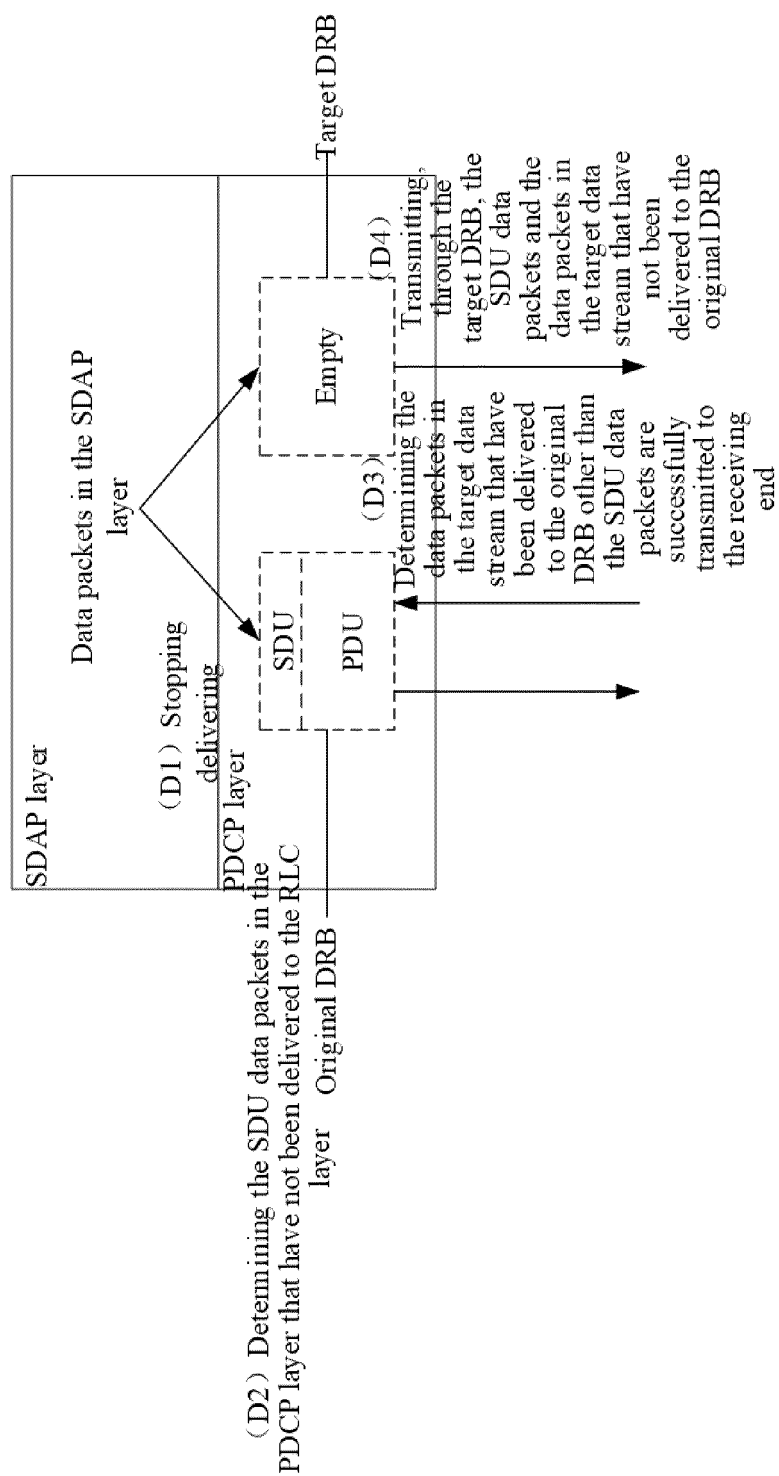 SDAP layer
Data packets in the SDAP
layer
(D1) Stopping
delivering
PDCP layer
(D2) Determining the SDU data packets in the
PDCP layer that have not been delivered to the RLC
layer
Original DRB
SDU
PDU
Empty
Target DRB
(D3)
Determining the
data packets in
the target data
stream that have
been delivered
to the original
DRB other than
the SDU data
packets are
successfully
transmitted to
the receiving
end
(D4)
Transmitting,
through the
target DRB, the
SDU data
packets and the
data packets in
the target data
stream that have
not been
delivered to the
original DRB